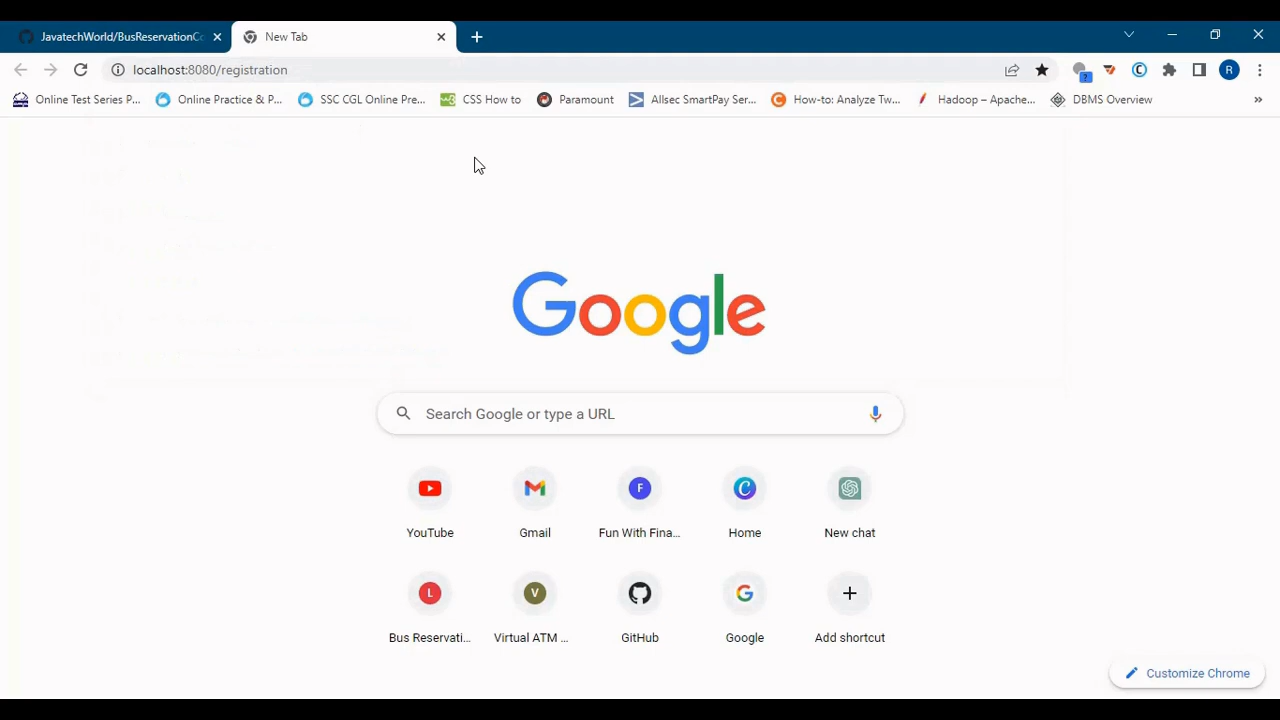 JavatechWorld/BusReservationCo
New Tab
localhost:8080/registration
?
R
Online Test Series P...
Online Practice & P...
SSC CGL Online Pre...
CSS How to
Paramount
Allsec SmartPay Ser...
How-to: Analyze Tw...
Hadoop – Apache...
DBMS Overview
»
Google
Search Google or type a URL
F
YouTube
Gmail
Fun With Fina...
Home
New chat
L
V
Bus Reservati...
Virtual ATM ...
GitHub
Google
Add shortcut
Customize Chrome